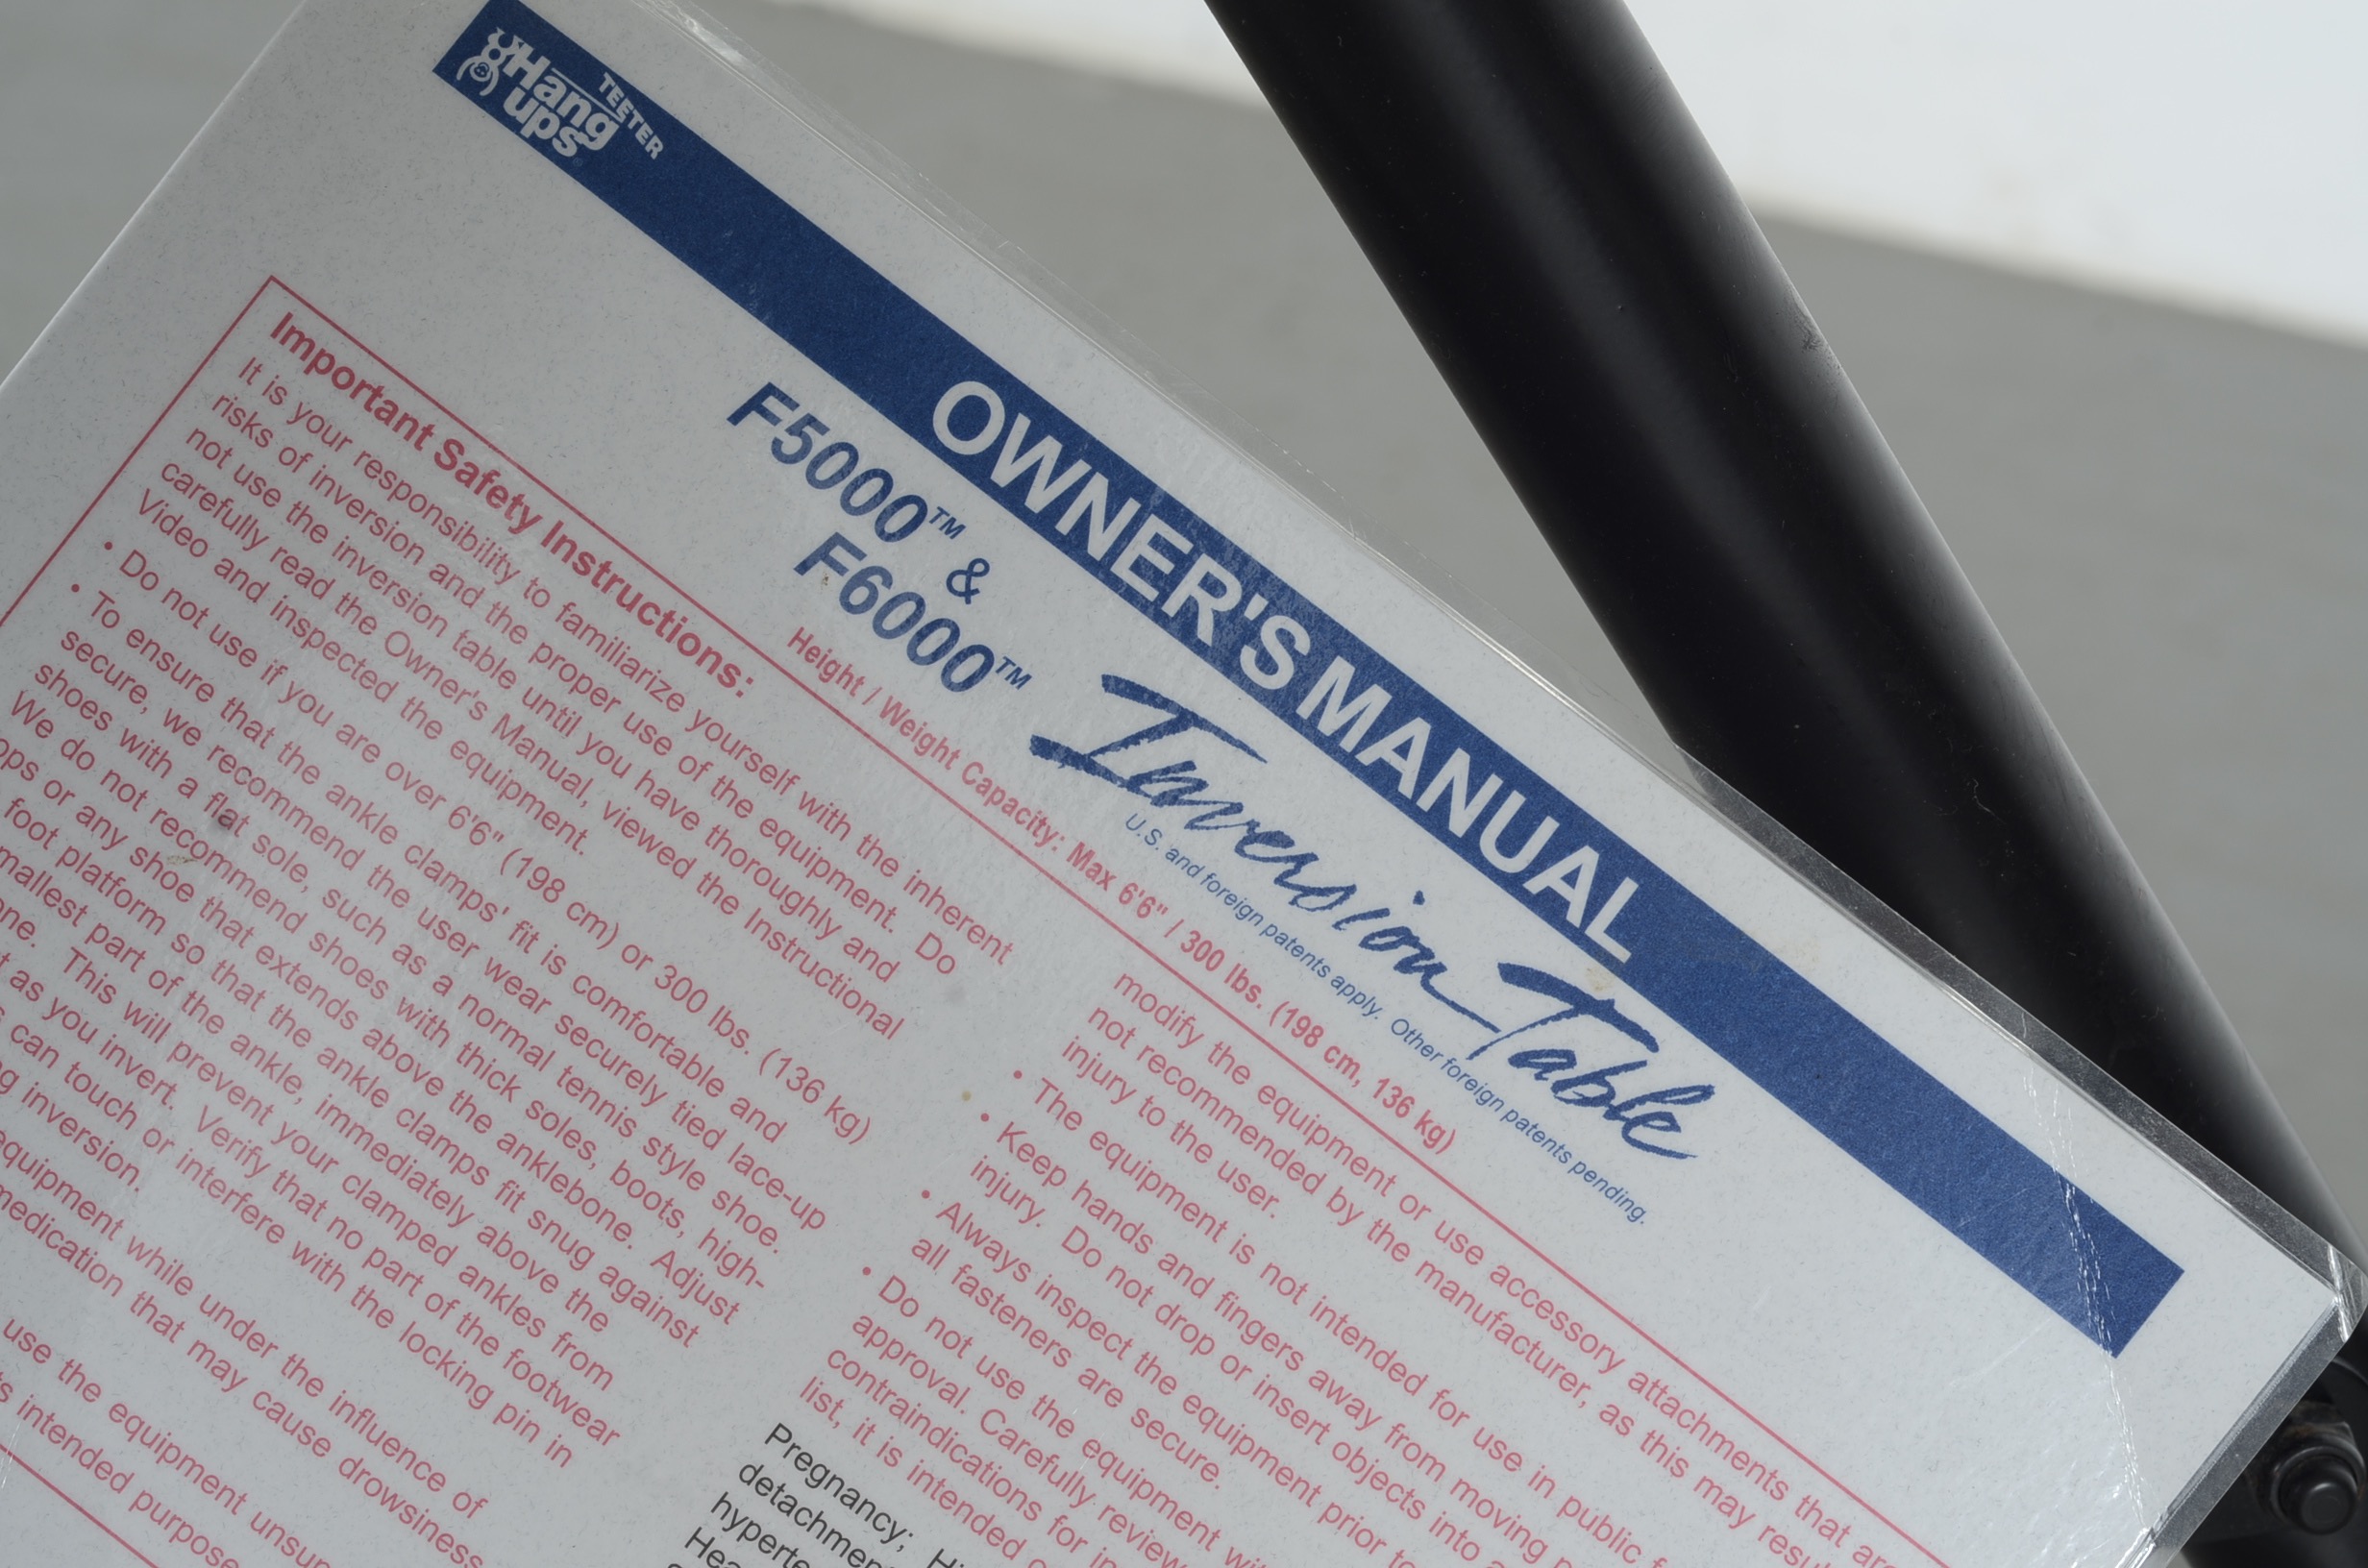 TEETER
Hang
ups
OWNER'S MANUAL
F5000™ &
F6000™
Inversion Table
U.S. and foreign patents apply. Other foreign patents pending.
Height / Weight Capacity: Max 6'6" / 300 lbs. (198 cm, 136 kg)
Important Safety Instructions:
It is your responsibility to familiarize yourself with the inherent
risks of inversion and the proper use of the equipment. Do
not use the inversion table until you have thoroughly and
carefully read the Owner's Manual, viewed the Instructional
Video and inspected the equipment.
• Do not use if you are over 6'6" (198 cm) or 300 lbs. (136 kg)
• To ensure that the ankle clamps' fit is comfortable and
secure, we recommend the user wear securely tied lace-up
shoes with a flat sole, such as a normal tennis style shoe.
We do not recommend shoes with thick soles, boots, high-
or any shoe that extends above the anklebone. Adjust
foot platform so that the ankle clamps fit snug against
part of the ankle, immediately above the
This will prevent your clamped ankles from
as you invert. Verify that no part of the footwear
can touch or interfere with the locking pin in
inversion.
while under the influence of
that may cause drowsiness
use the equipment
intended purpose
modify the equipment or use accessory attachments that
not recommended by the manufacturer, as this may
injury to the user.
• The equipment is not intended for use in public
• Keep hands and fingers away from moving
injury. Do not drop or insert objects into
• Always inspect the equipment prior
all fasteners are secure.
• Do not use the equipment
approval. Carefully review
contraindications for
list, it is intended
Pregnancy;